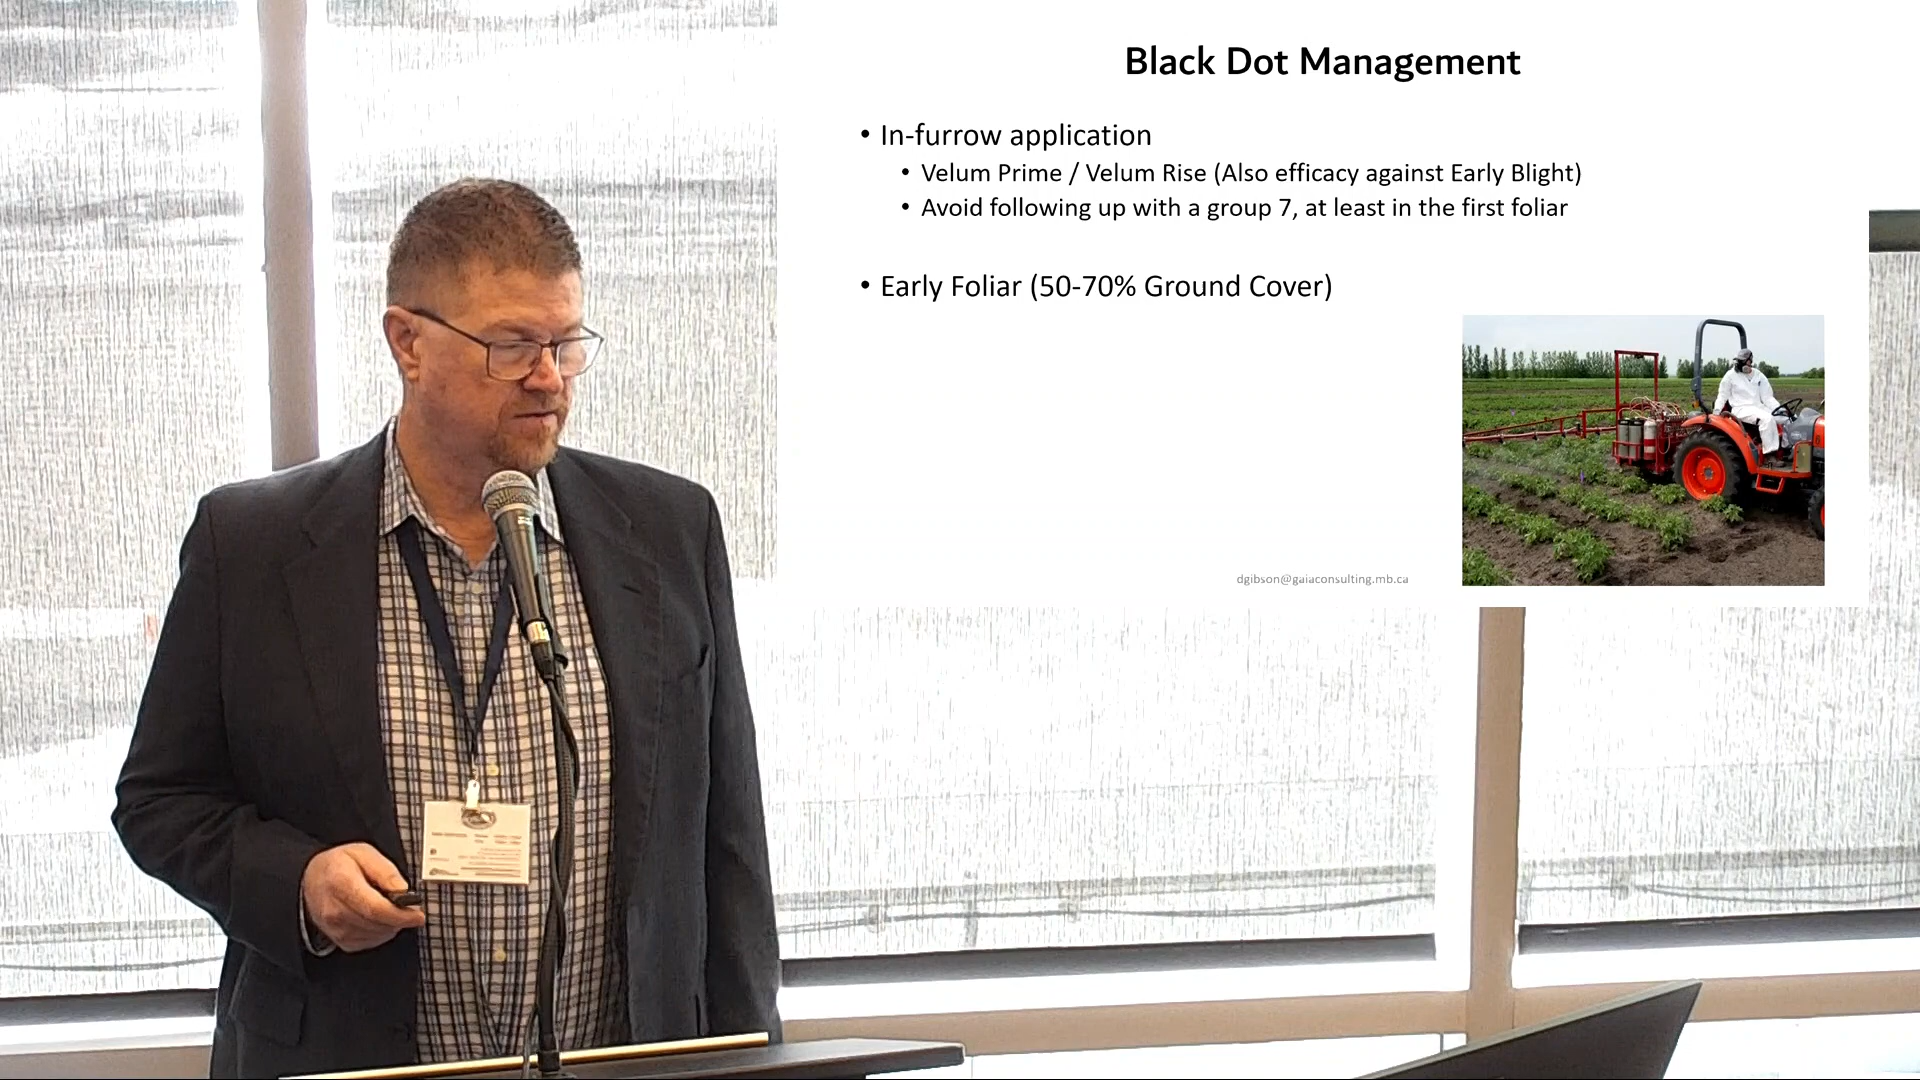 Black Dot Management
• In-furrow application
• Velum Prime / Velum Rise (Also efficacy against Early Blight)
• Avoid following up with a group 7, at least in the first foliar
• Early Foliar (50-70% Ground Cover)
dgibson@gaiaconsulting.mb.ca